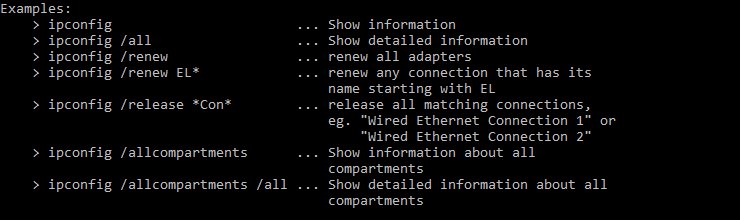 Examples:
    > ipconfig                       ... Show information
    > ipconfig /all                  ... Show detailed information
    > ipconfig /renew                ... renew all adapters
    > ipconfig /renew EL*            ... renew any connection that has its
                                         name starting with EL
    > ipconfig /release *Con*        ... release all matching connections,
                                         eg. "Wired Ethernet Connection 1" or
                                             "Wired Ethernet Connection 2"
    > ipconfig /allcompartments      ... Show information about all
                                         compartments
    > ipconfig /allcompartments /all ... Show detailed information about all
                                         compartments